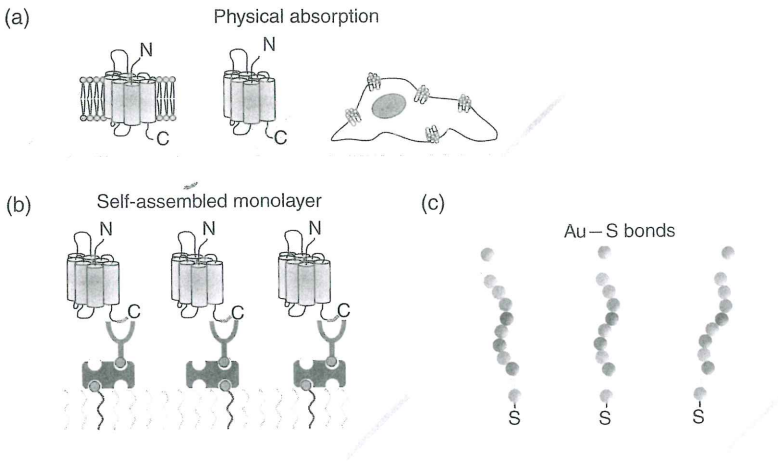 (a)
Physical absorption
N
N
C
C
(b)
Self-assembled monolayer
(c)
Au—S bonds
N
N
N
C
C
C
S
S
S